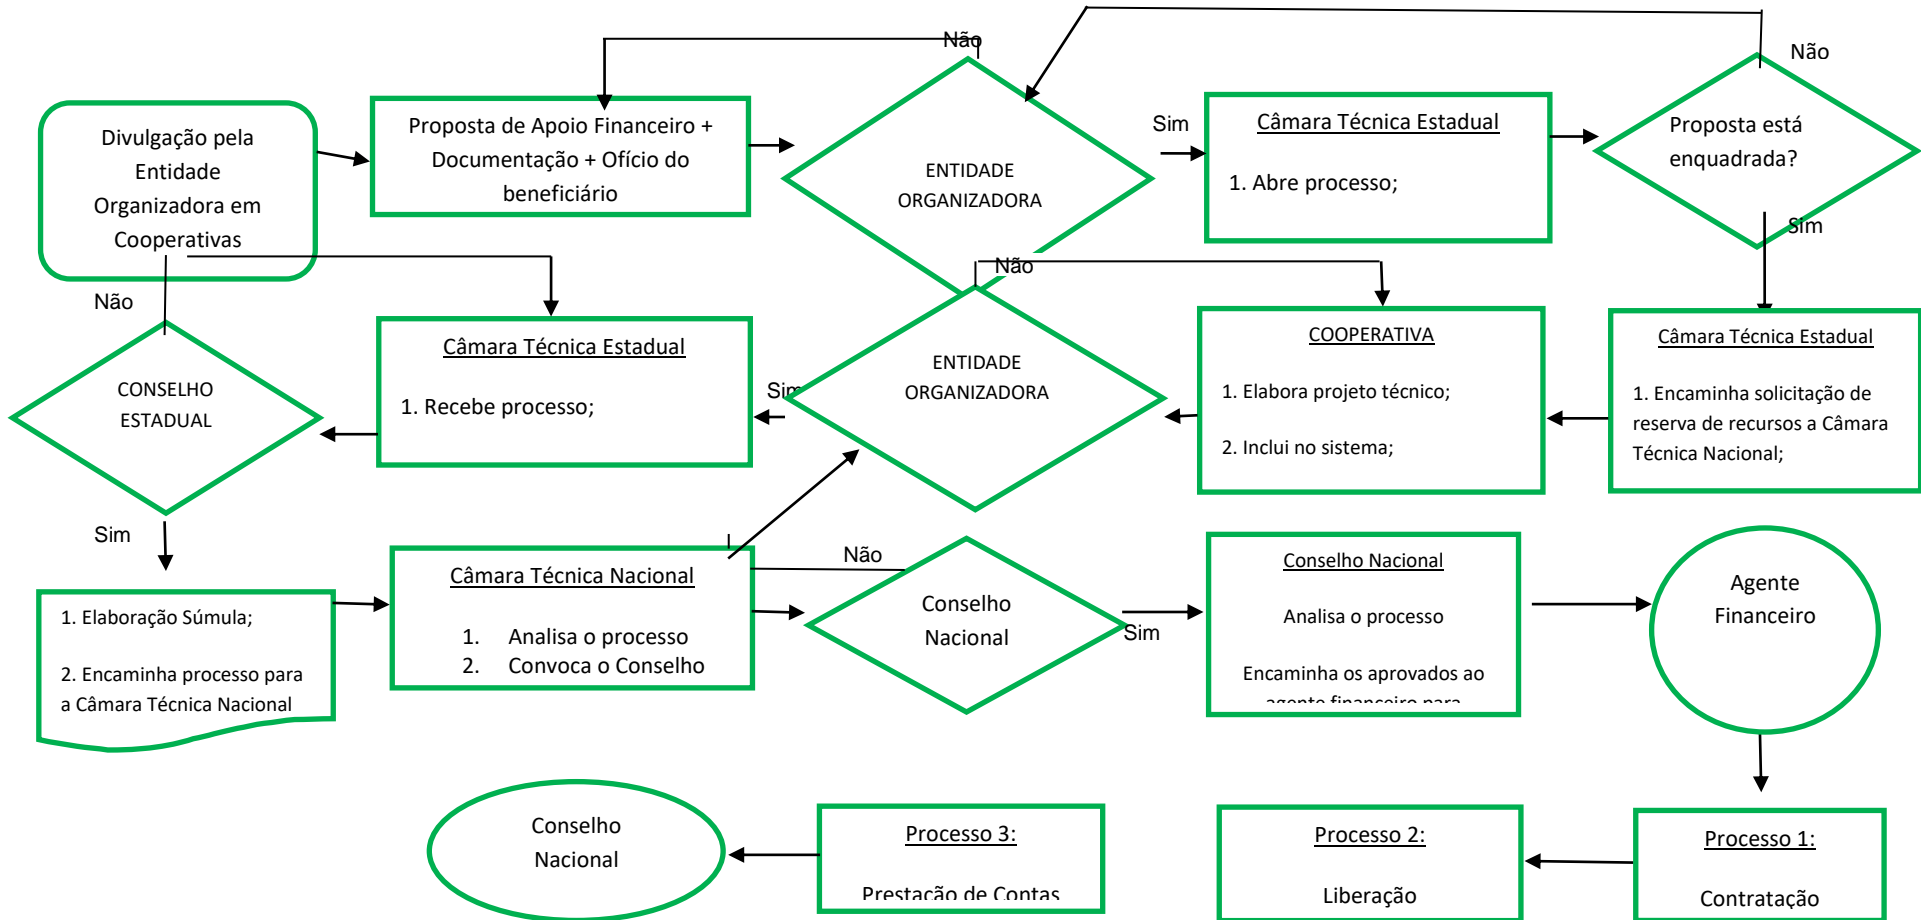 Não
Não
Divulgação pela
Entidade
Organizadora em
Cooperativas
Proposta de Apoio Financeiro +
Documentação + Ofício do
beneficiário
ENTIDADE
ORGANIZADORA
Sim
Câmara Técnica Estadual
1. Abre processo;
Proposta está
enquadrada?
Sim
Não
Não
Câmara Técnica Estadual
1. Encaminha solicitação de
reserva de recursos a Câmara
Técnica Nacional;
COOPERATIVA
1. Elabora projeto técnico;
2. Inclui no sistema;
ENTIDADE
ORGANIZADORA
Sim
Câmara Técnica Estadual
1. Recebe processo;
CONSELHO
ESTADUAL
Sim
1. Elaboração Súmula;
2. Encaminha processo para
a Câmara Técnica Nacional
Câmara Técnica Nacional
1. Analisa o processo
2. Convoca o Conselho
Não
Conselho
Nacional
Sim
Conselho Nacional
Analisa o processo
Encaminha os aprovados ao
agente financeiro para
Agente
Financeiro
Processo 1:
Contratação
Processo 2:
Liberação
Processo 3:
Prestação de Contas
Conselho
Nacional